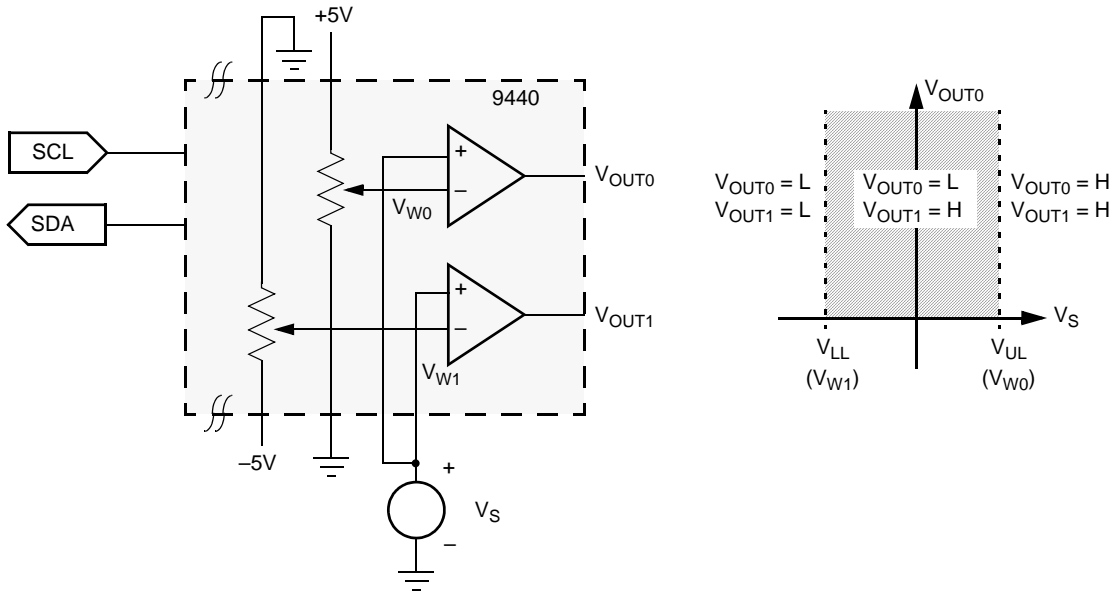 +5V
9440
SCL
SDA
+
–
V_W0
V_OUT0
+
–
V_W1
V_OUT1
–5V
+
V_S
–
V_OUT0
V_OUT0 = L
V_OUT1 = L
V_OUT0 = L
V_OUT1 = H
V_OUT0 = H
V_OUT1 = H
V_S
V_LL
(V_W1)
V_UL
(V_W0)